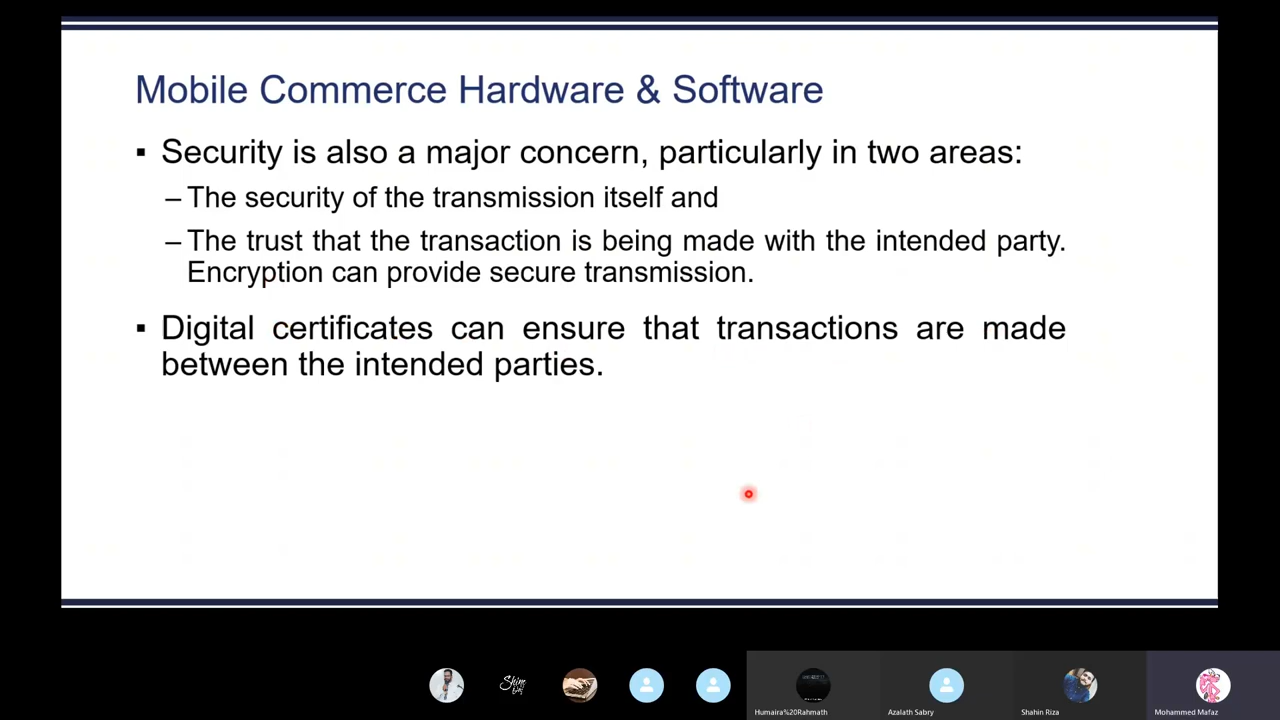 Mobile Commerce Hardware & Software
▪ Security is also a major concern, particularly in two areas:
– The security of the transmission itself and
– The trust that the transaction is being made with the intended party.
Encryption can provide secure transmission.
▪ Digital certificates can ensure that transactions are made
between the intended parties.
Humaira%20Rahmath
Azalath Sabry
Shahin Riza
Mohammed Mafaz